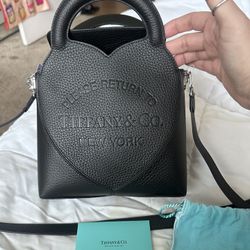 PLEASE RETURN TO
TIFFANY & CO.
NEW YORK
TIFFANY & CO.